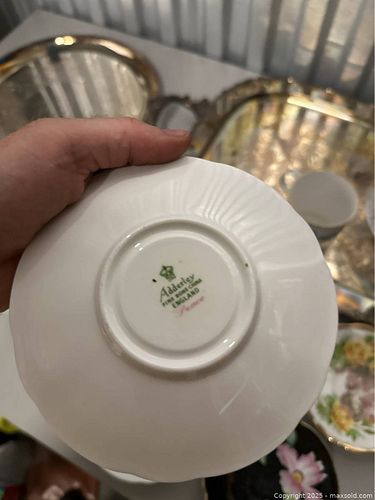 Adderley
FINE BONE CHINA
ENGLAND
Copyright © 2025 - maxsold.com